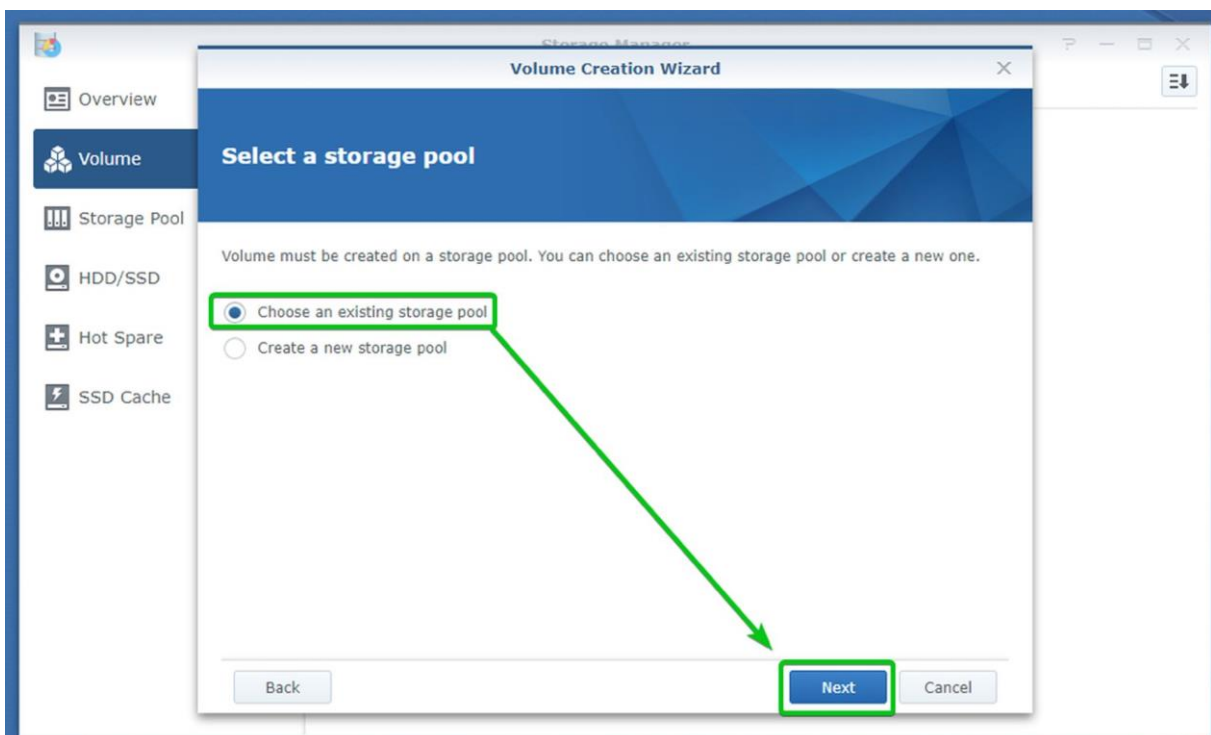 Storage Manager
Volume Creation Wizard
Overview
Volume
Storage Pool
HDD/SSD
Hot Spare
SSD Cache
Select a storage pool
Volume must be created on a storage pool. You can choose an existing storage pool or create a new one.
Choose an existing storage pool
Create a new storage pool
Back
Next
Cancel